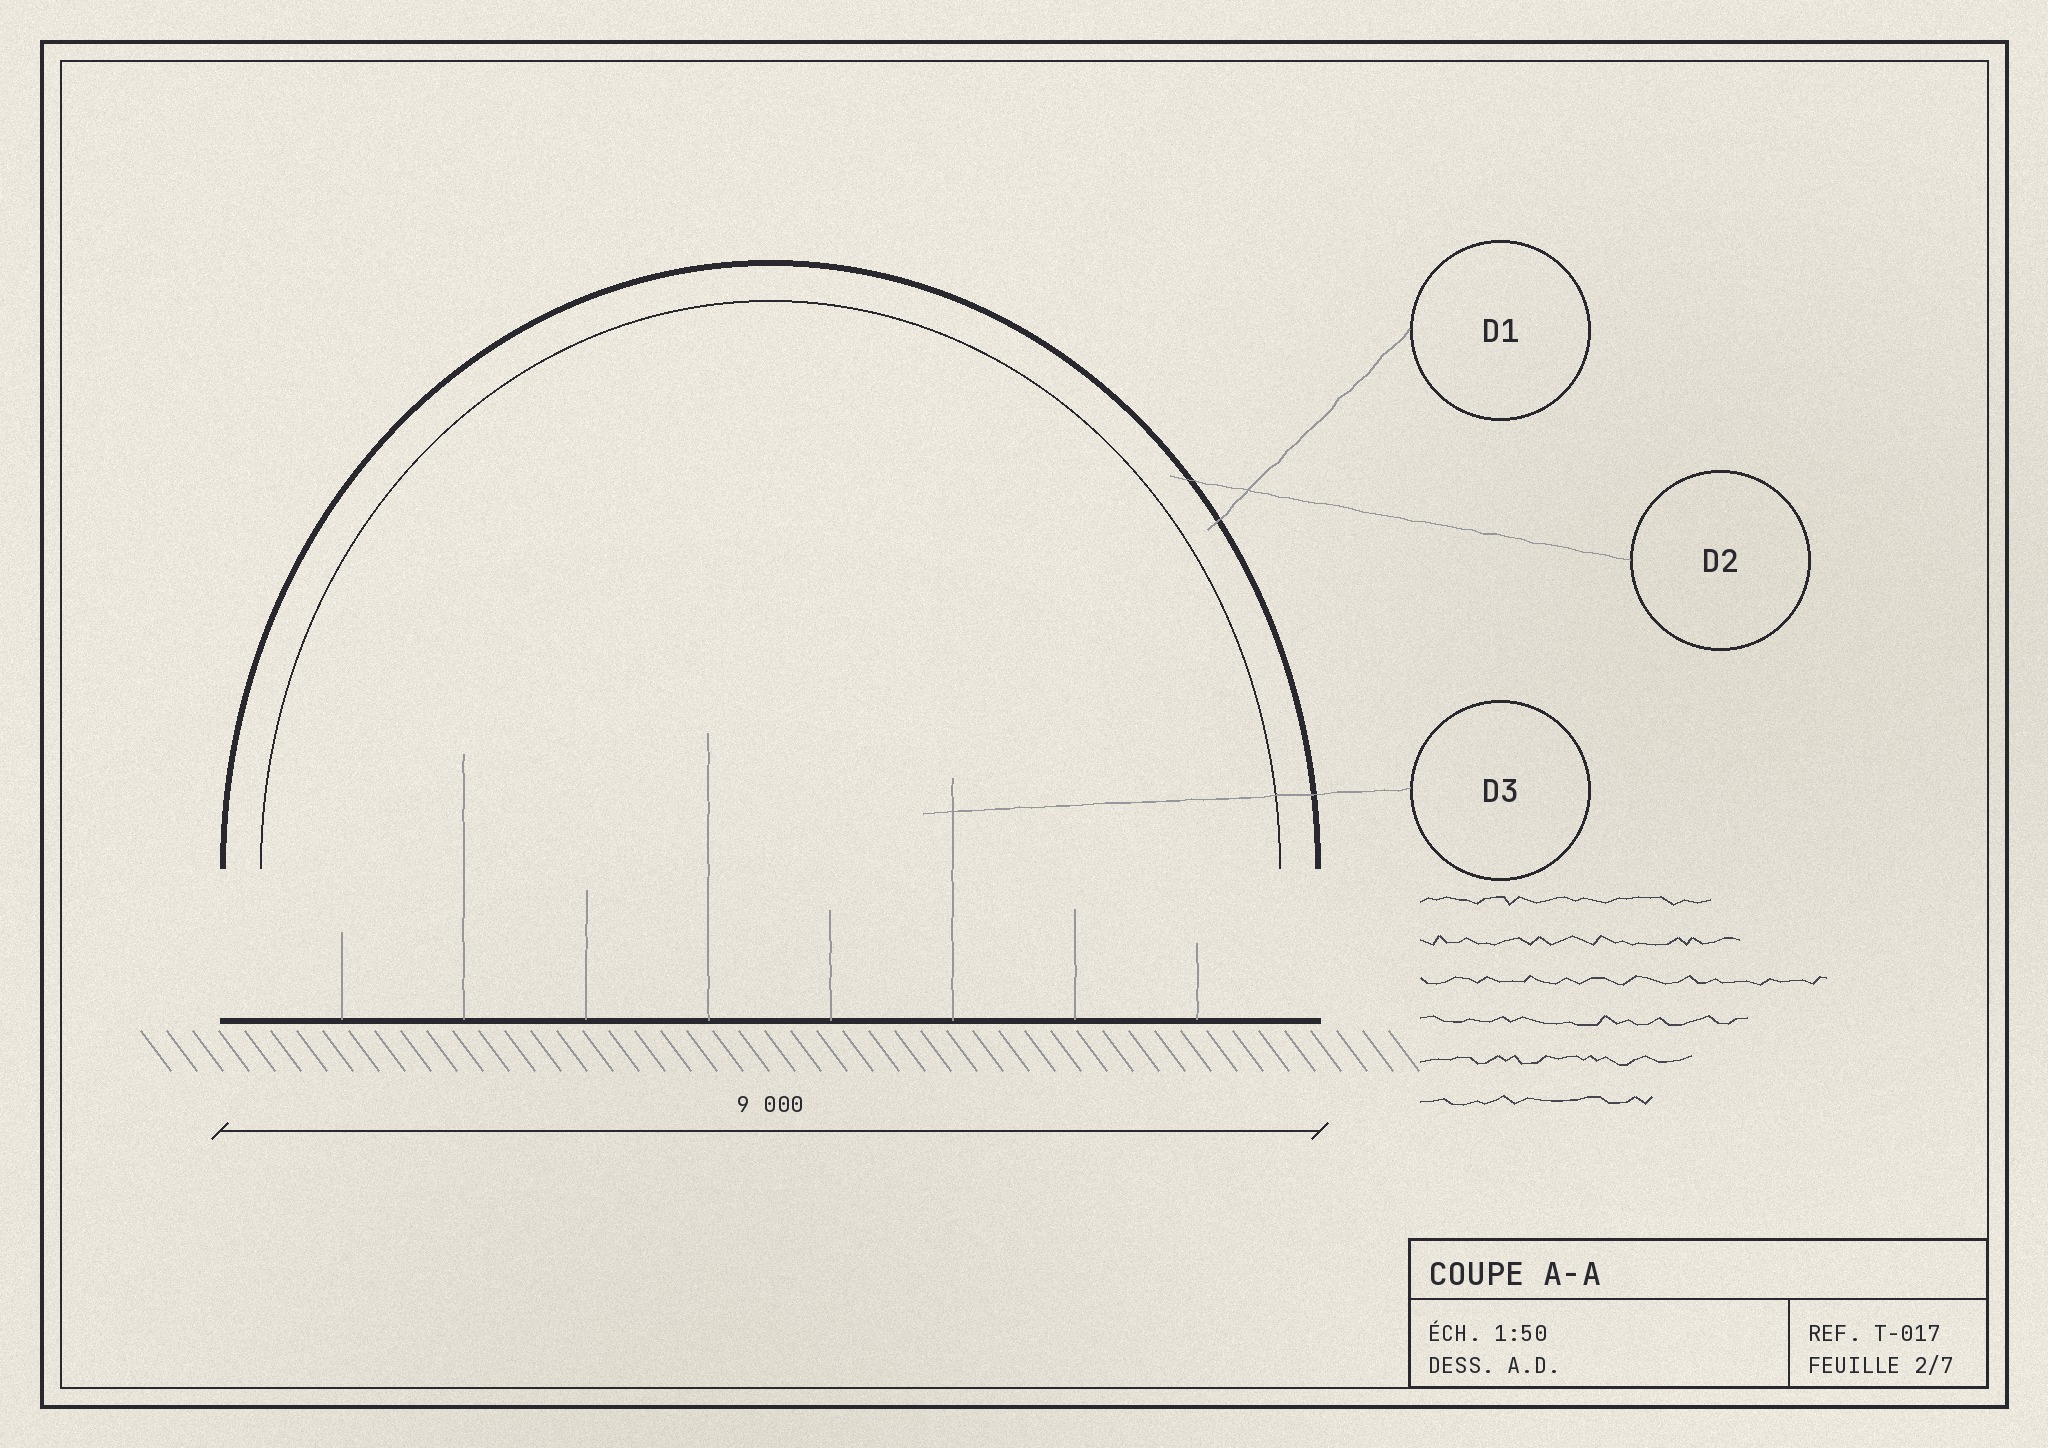 D1
D2
D3
9 000
COUPE A-A
ÉCH. 1:50
DESS. A.D.
REF. T-017
FEUILLE 2/7